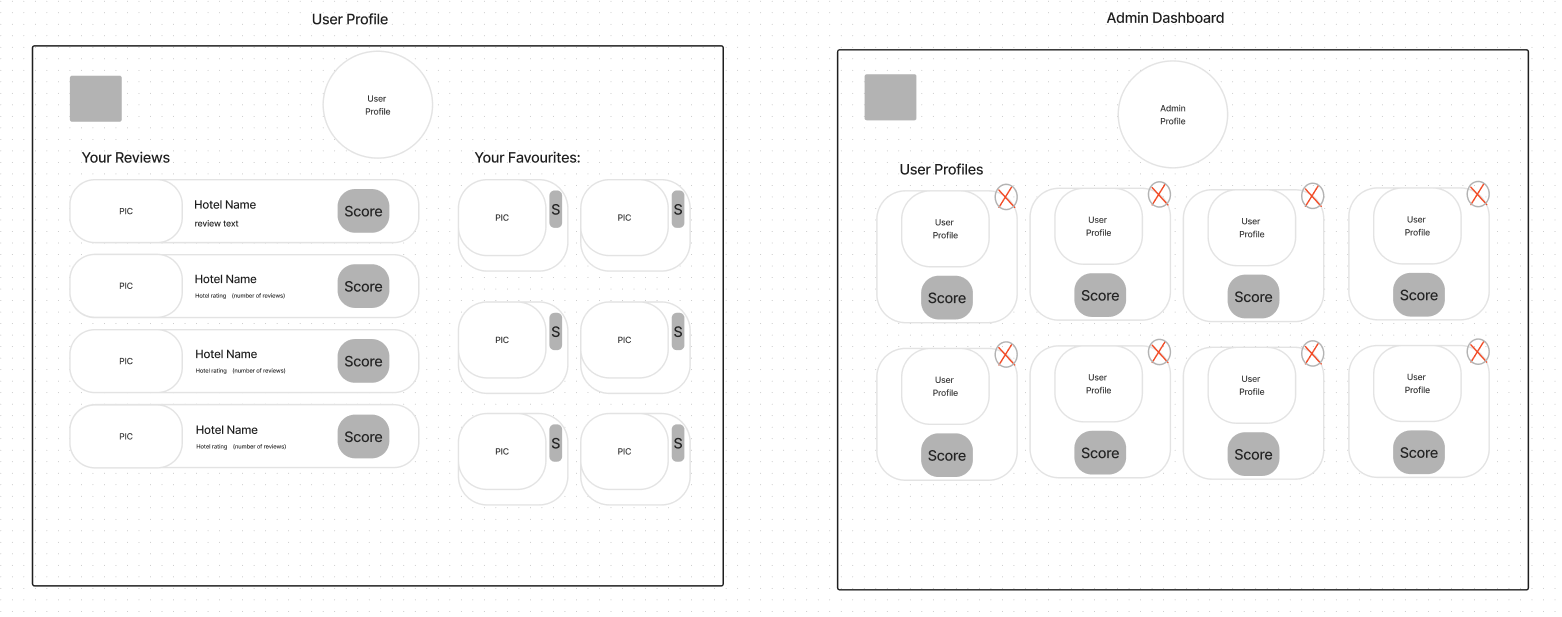 User Profile
User
Profile
Your Reviews
PIC
Hotel Name
review text
Score
PIC
Hotel Name
Hotel rating (number of reviews)
Score
PIC
Hotel Name
Hotel rating (number of reviews)
Score
PIC
Hotel Name
Hotel rating (number of reviews)
Score
Your Favourites:
PIC
S
PIC
S
PIC
S
PIC
S
PIC
S
PIC
S
Admin Dashboard
Admin
Profile
User Profiles
User
Profile
Score
User
Profile
Score
User
Profile
Score
User
Profile
Score
User
Profile
Score
User
Profile
Score
User
Profile
Score
User
Profile
Score